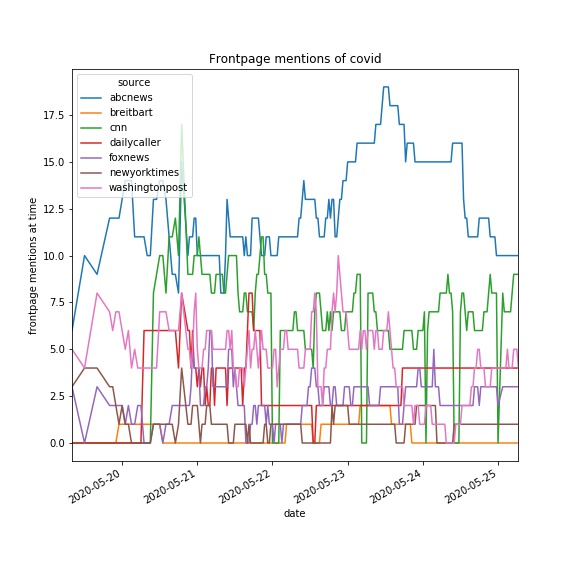 Frontpage mentions of covid
source
abcnews
breitbart
cnn
dailycaller
foxnews
newyorktimes
washingtonpost
frontpage mentions at time
17.5
15.0
12.5
10.0
7.5
5.0
2.5
0.0
2020-05-20
2020-05-21
2020-05-22
2020-05-23
2020-05-24
2020-05-25
date